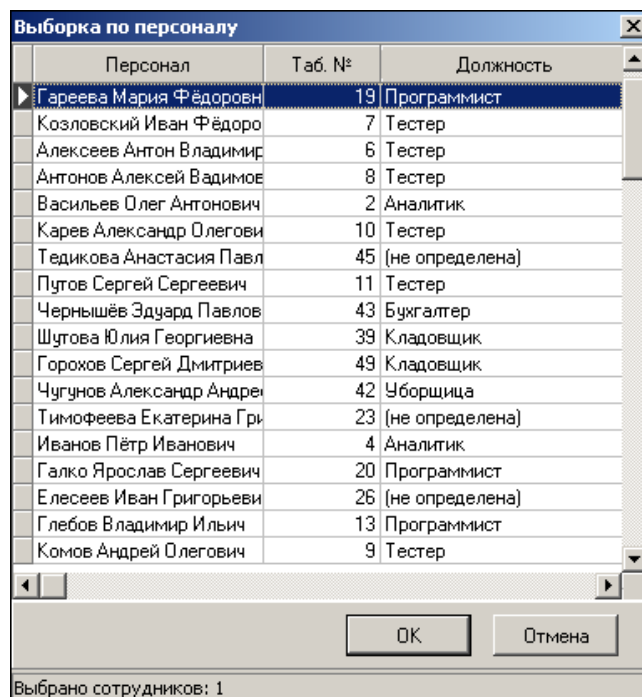 Выборка по персоналу
Персонал Таб. № Должность
Гареева Мария Фёдоровн 19 Программист
Козловский Иван Фёдоро 7 Тестер
Алексеев Антон Владимир 6 Тестер
Антонов Алексей Вадимов 8 Тестер
Васильев Олег Антонович 2 Аналитик
Карев Александр Олегови 10 Тестер
Тедикова Анастасия Павл 45 (не определена)
Путов Сергей Сергеевич 11 Тестер
Чернышёв Эдуард Павлов 43 Бухгалтер
Шутова Юлия Георгиевна 39 Кладовщик
Горохов Сергей Дмитриев 49 Кладовщик
Чугунов Александр Андре 42 Уборщица
Тимофеева Екатерина Гри 23 (не определена)
Иванов Пётр Иванович 4 Аналитик
Галко Ярослав Сергеевич 20 Программист
Елесеев Иван Григорьеви 26 (не определена)
Глебов Владимир Ильич 13 Программист
Комов Андрей Олегович 9 Тестер
OK Отмена
Выбрано сотрудников: 1